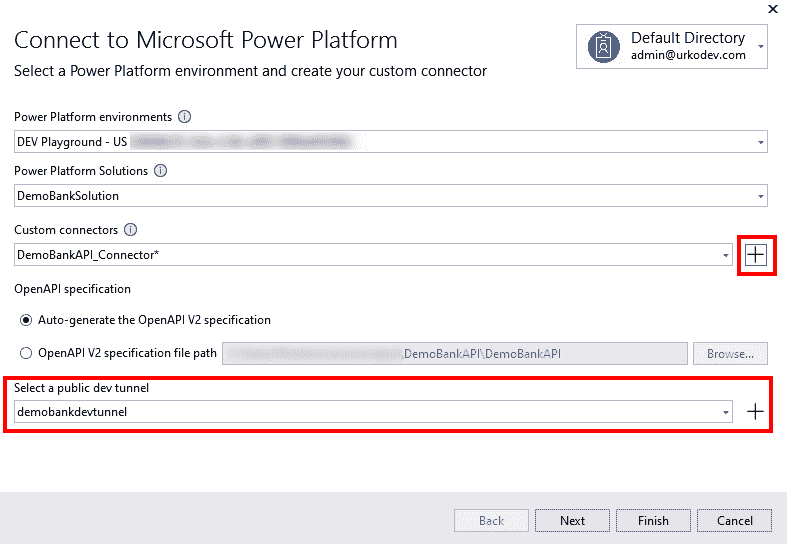 Connect to Microsoft Power Platform
Default Directory
admin@urkodev.com
Select a Power Platform environment and create your custom connector
Power Platform environments
DEV Playground - US
Power Platform Solutions
DemoBankSolution
Custom connectors
DemoBankAPI_Connector*
OpenAPI specification
Auto-generate the OpenAPI V2 specification
OpenAPI V2 specification file path \DemoBankAPI\DemoBankAPI Browse...
Select a public dev tunnel
demobankdevtunnel
Back Next Finish Cancel